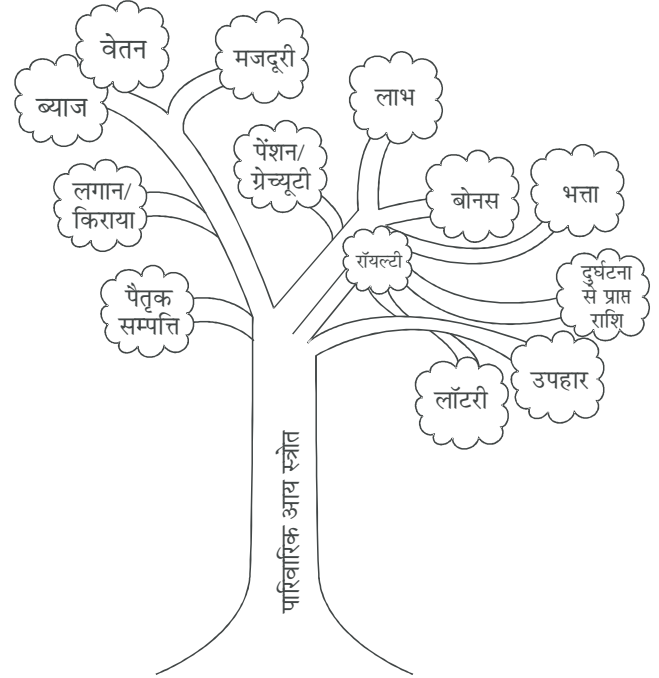 वेतन
मजदूरी
ब्याज
लाभ
पेंशन/
ग्रेच्यूटी
लगान/
किराया
बोनस
भत्ता
रॉयल्टी
दुर्घटना
से प्राप्त
राशि
पैतृक
सम्पत्ति
उपहार
लॉटरी
पारिवारिक आय स्त्रोत